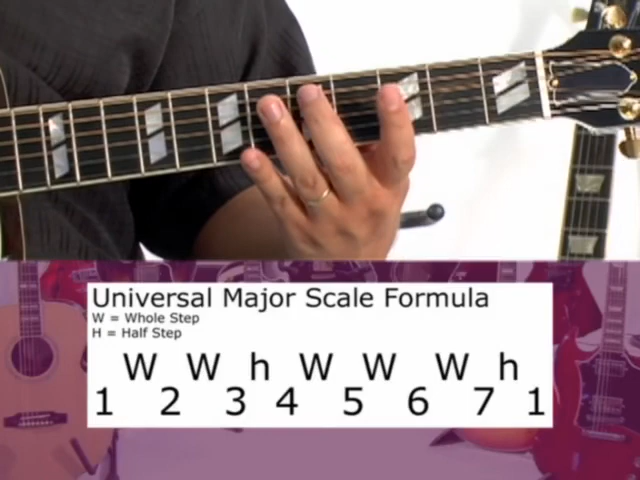 Universal Major Scale Formula
W = Whole Step
H = Half Step
W W h W W W h
1 2 3 4 5 6 7 1